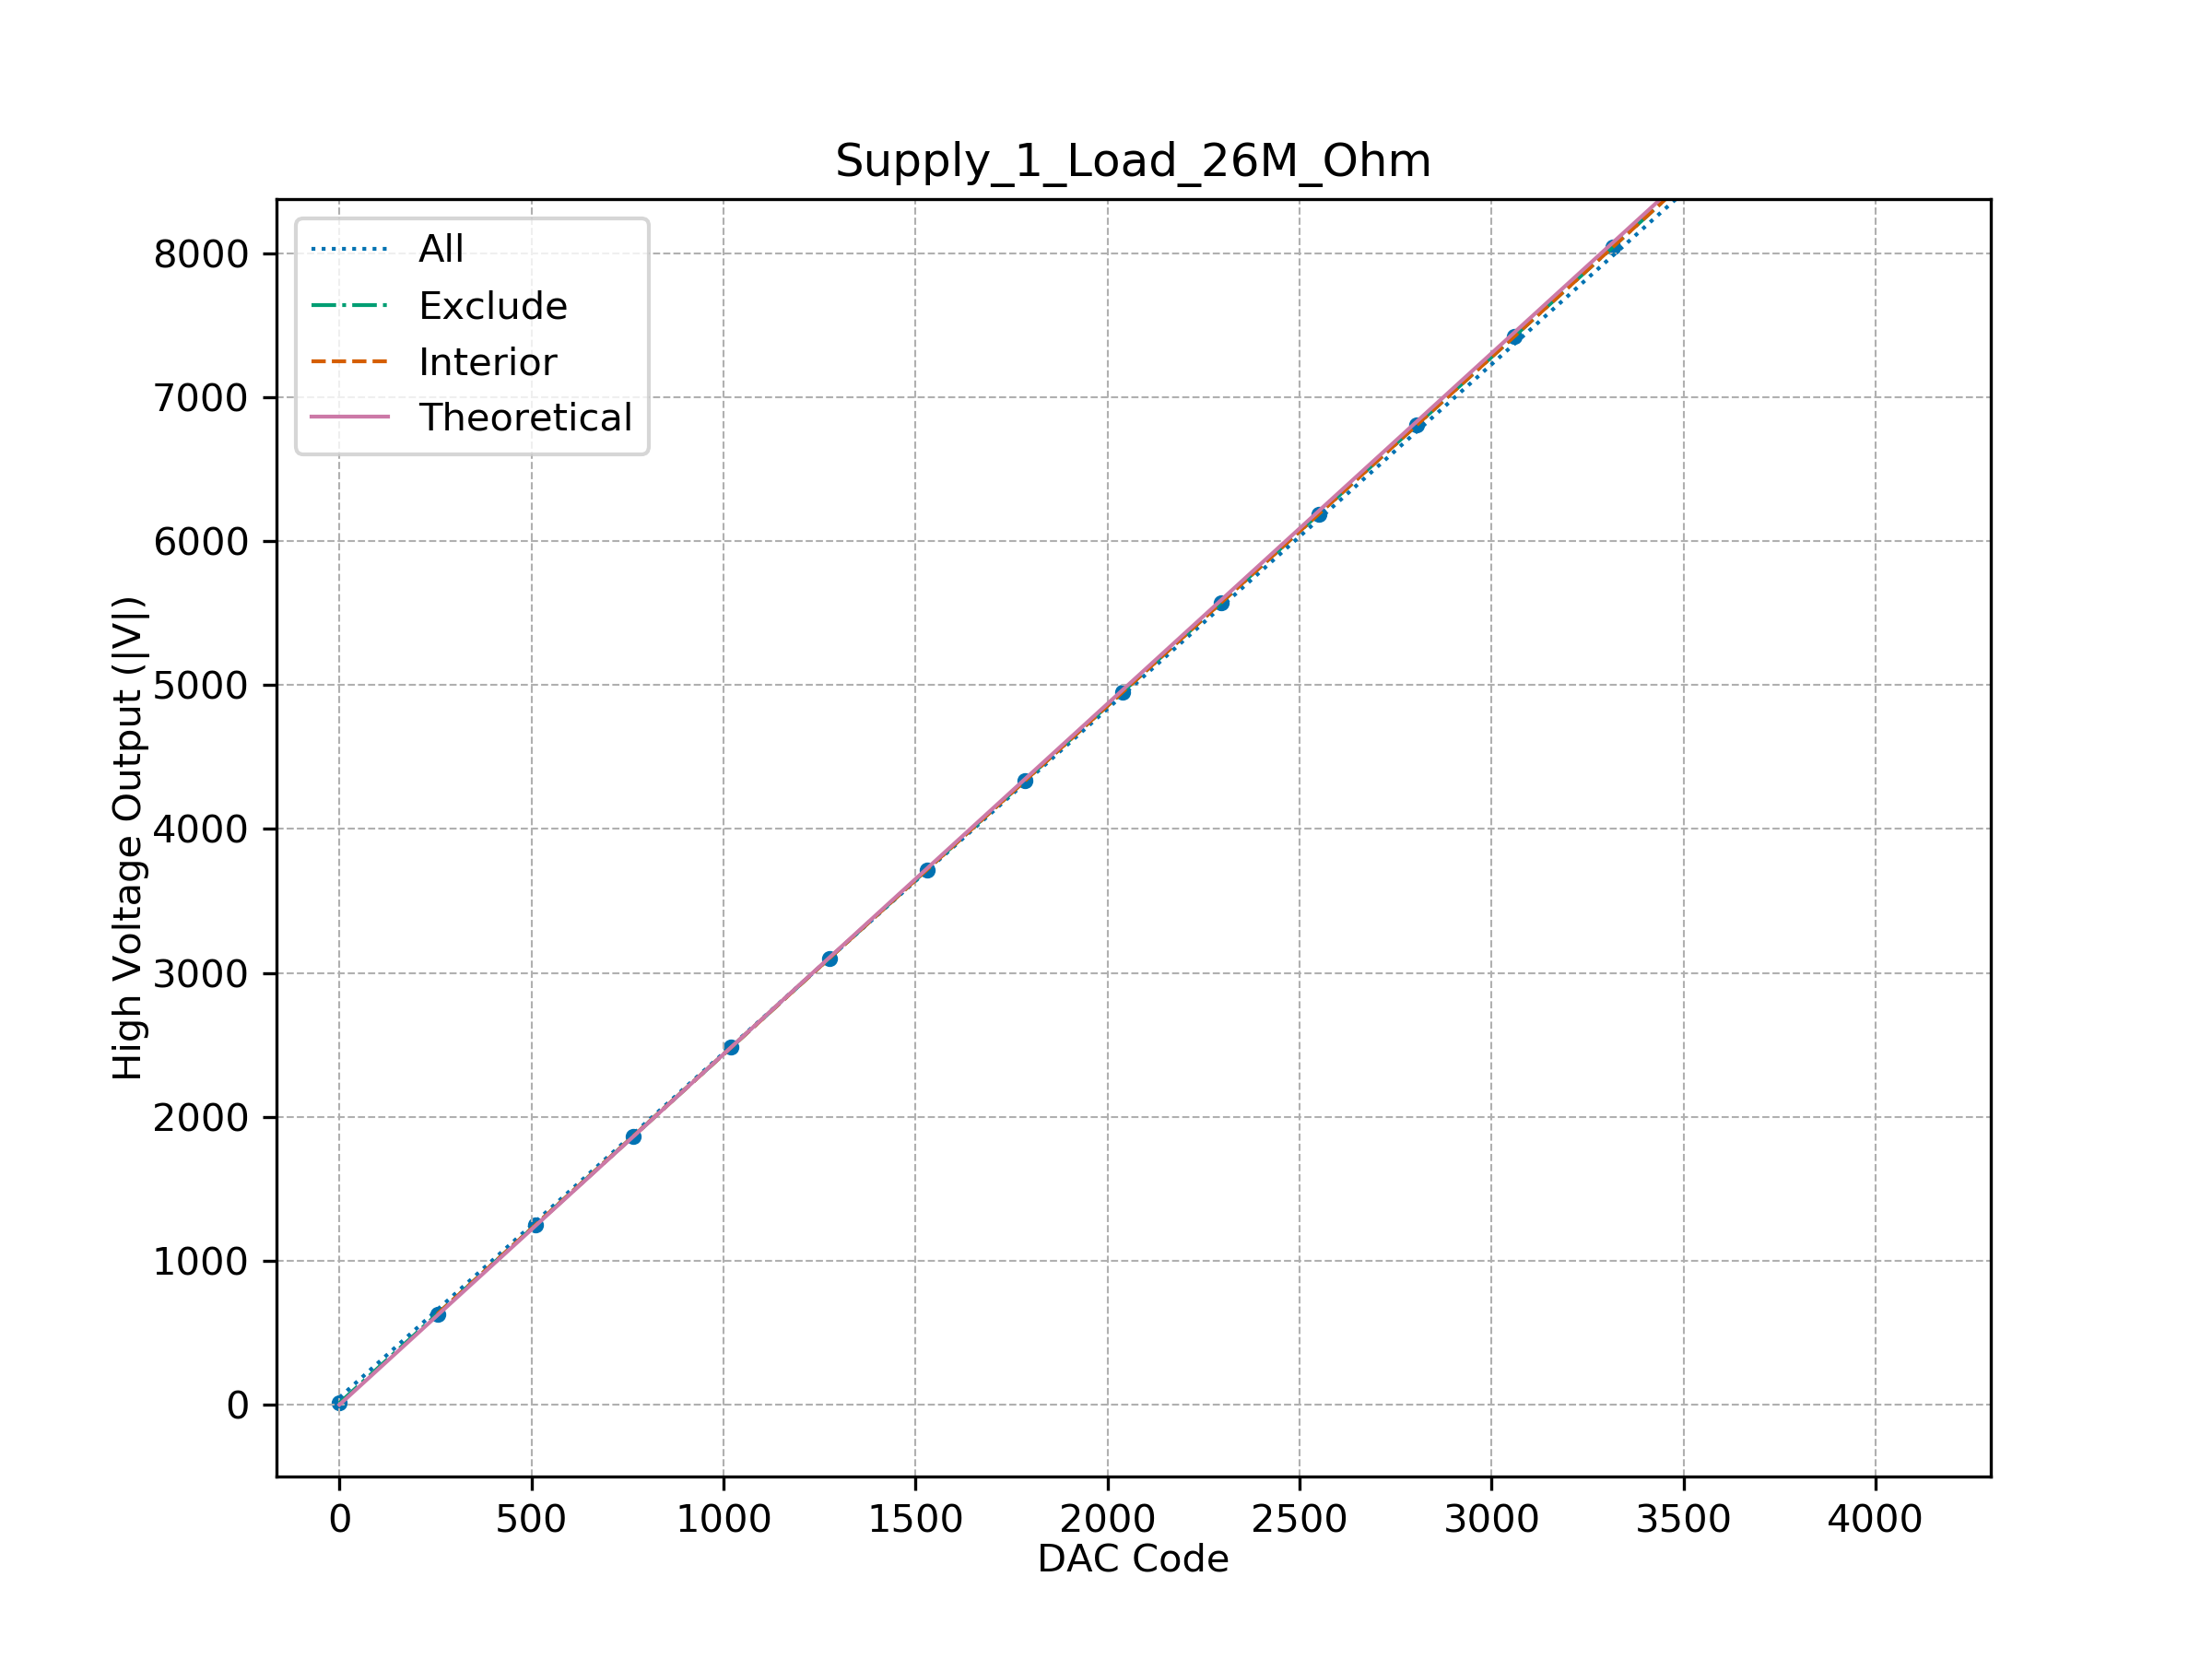 Supply_1_Load_26M_Ohm
All
Exclude
Interior
Theoretical
High Voltage Output (|V|)
8000
7000
6000
5000
4000
3000
2000
1000
0
0 500 1000 1500 2000 2500 3000 3500 4000
DAC Code